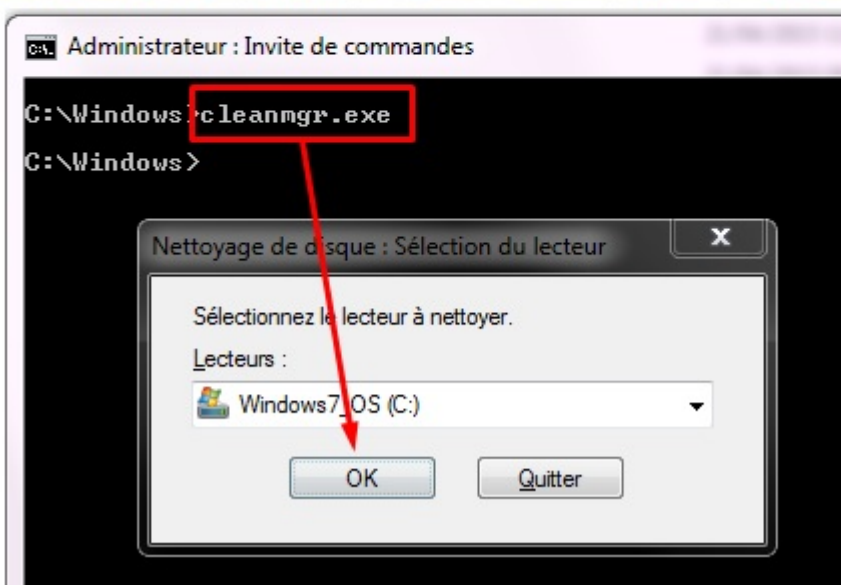 Administrateur : Invite de commandes
C:\Windows>cleanmgr.exe
C:\Windows>
Nettoyage de disque : Sélection du lecteur
Sélectionnez le lecteur à nettoyer.
Lecteurs :
Windows7_OS (C:)
OK
Quitter